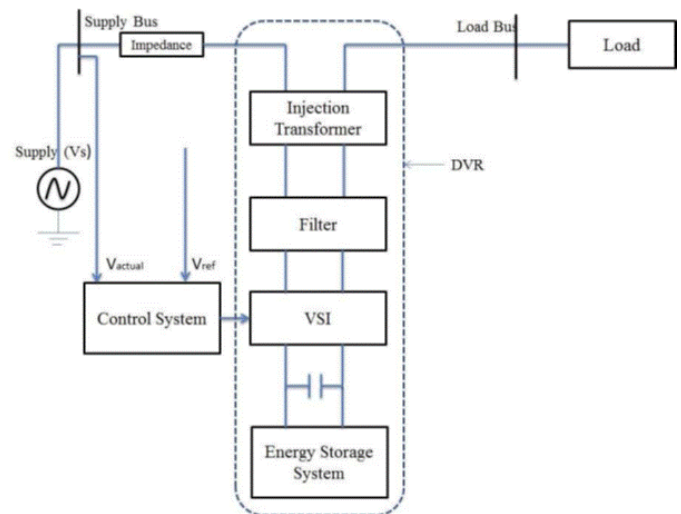 Supply Bus
Impedance
Load Bus
Load
Injection
Transformer
Supply (Vs)
DVR
Filter
Vactual
Vref
Control System
VSI
Energy Storage
System